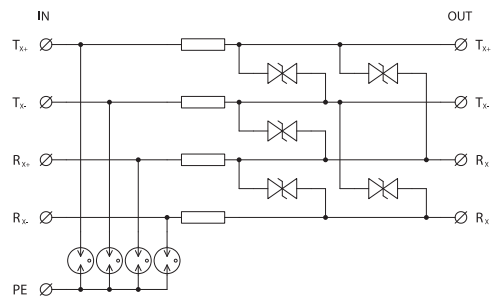 IN OUT
Tx+ Tx+
Tx- Tx-
Rx+ Rx
Rx- Rx
PE